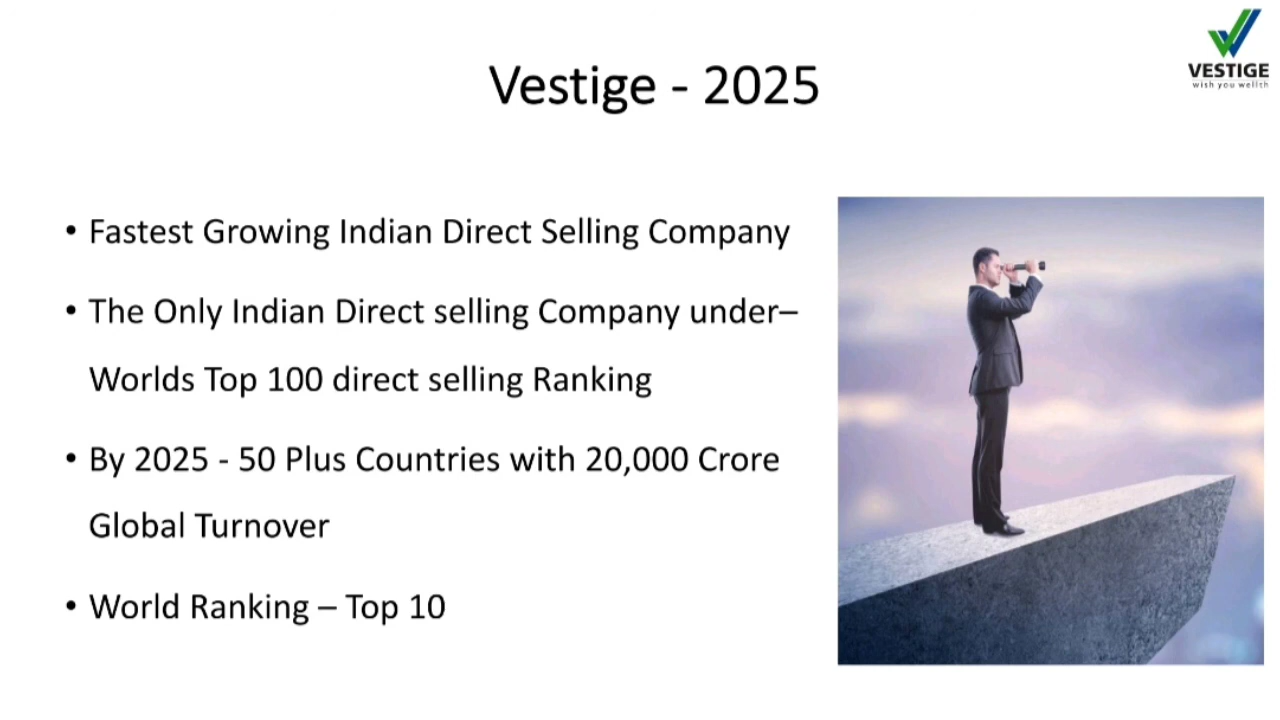 VESTIGE
wish you wellth
Vestige - 2025
• Fastest Growing Indian Direct Selling Company
• The Only Indian Direct selling Company under–
Worlds Top 100 direct selling Ranking
• By 2025 - 50 Plus Countries with 20,000 Crore
Global Turnover
• World Ranking – Top 10